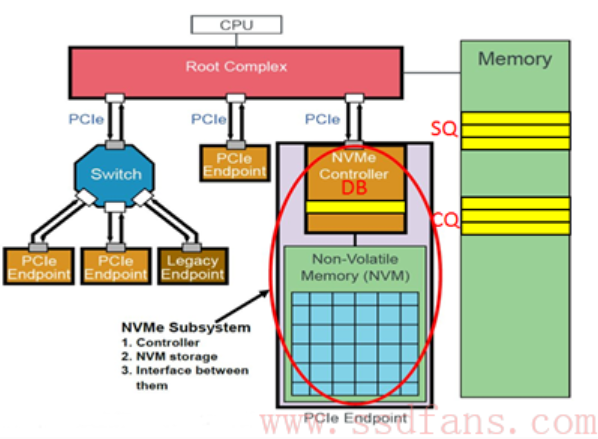 CPU
Root Complex
Memory
PCIe
PCIe
PCIe
SQ
PCIe
Endpoint
NVMe
Controller
DB
Switch
CQ
PCIe
Endpoint
PCIe
Endpoint
Legacy
Endpoint
Non-Volatile
Memory (NVM)
NVMe Subsystem
1. Controller
2. NVM storage
3. Interface between
them
PCIe Endpoint
www.ssdfans.com